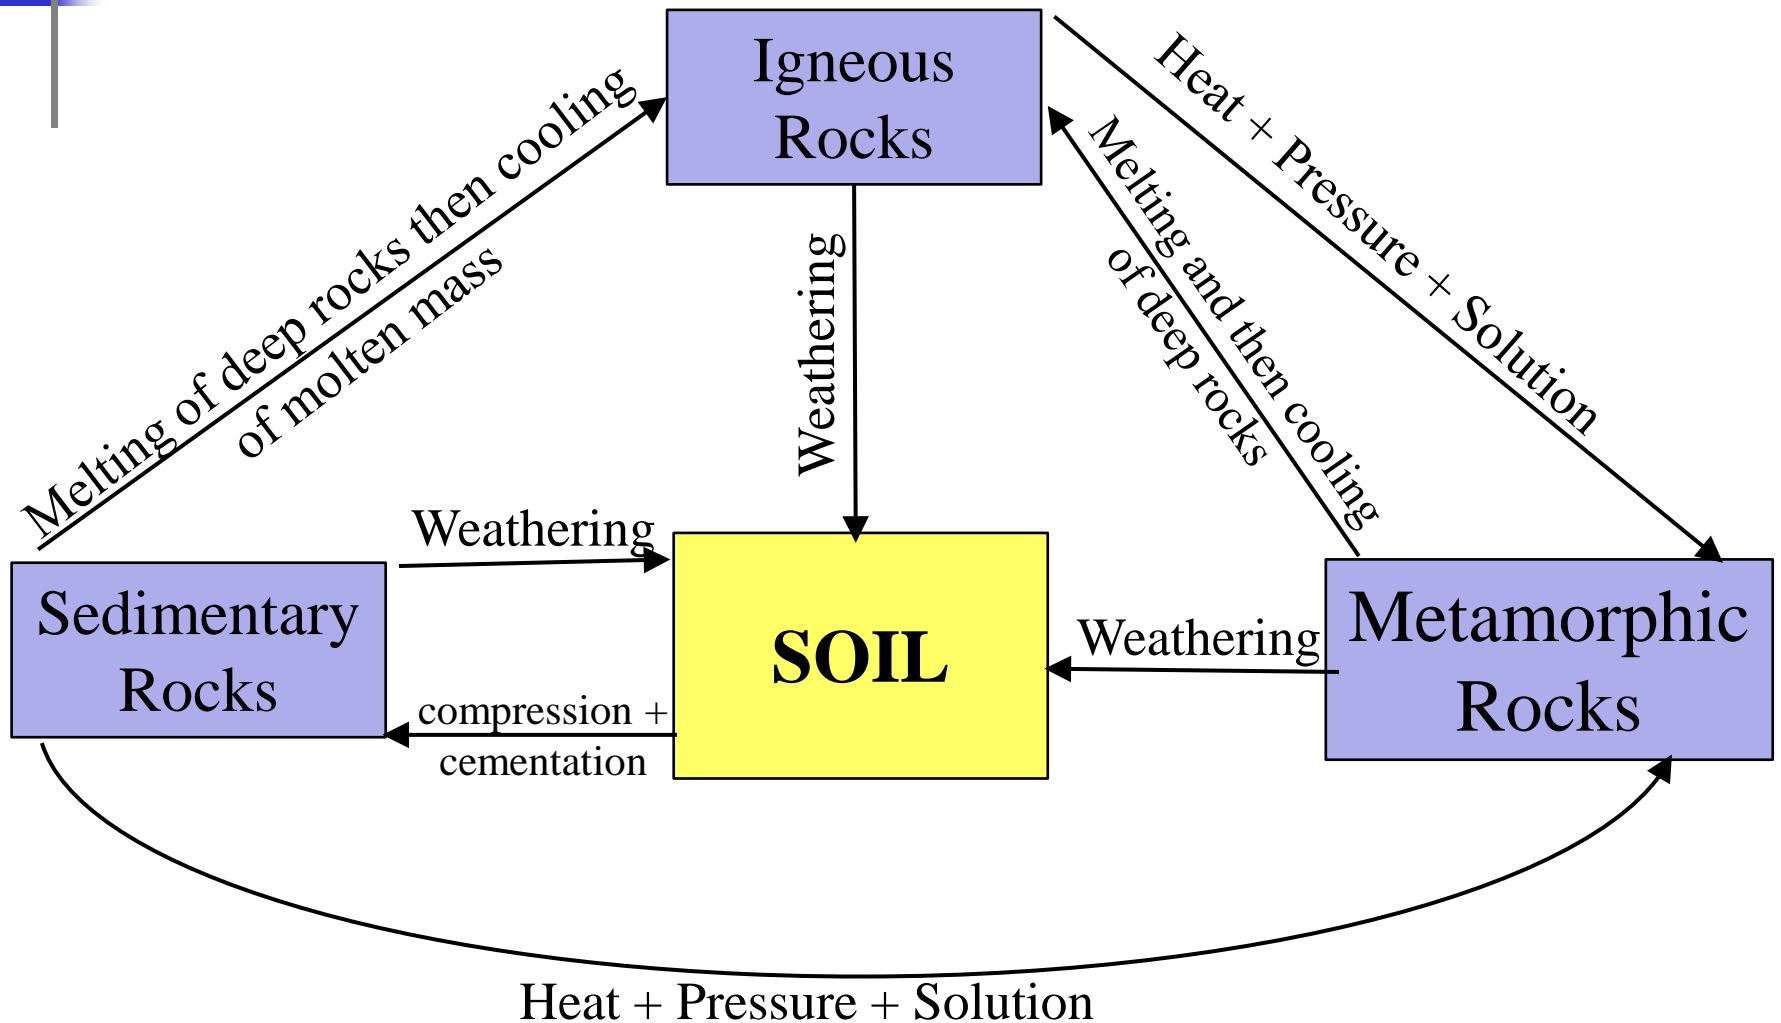 Igneous
Rocks
Heat + Pressure + Solution
Melting of deep rocks then cooling
of molten mass
Melting and then cooling
of deep rocks
Weathering
Weathering
Sedimentary
Rocks
SOIL
Weathering
Metamorphic
Rocks
compression +
cementation
Heat + Pressure + Solution